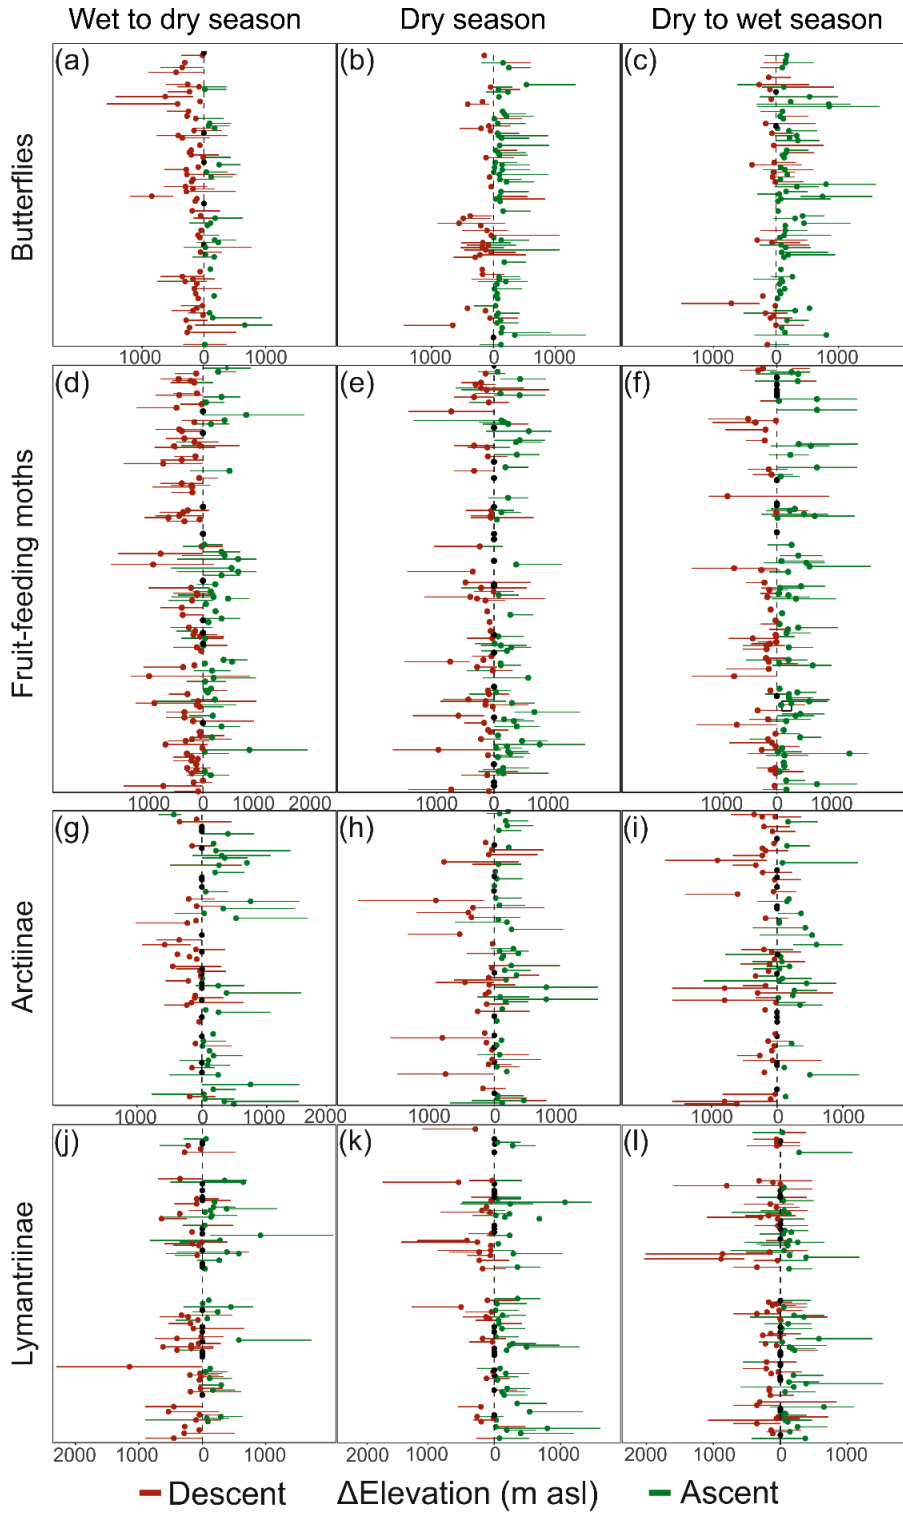 Wet to dry season Dry season Dry to wet season
(a) (b) (c)
Butterflies
1000 0 1000 1000 0 1000 1000 0 1000
(d) (e) (f)
Fruit-feeding moths
1000 0 1000 2000 1000 0 1000 1000 0 1000
(g) (h) (i)
Arctiinae
1000 0 1000 2000 1000 0 1000 1000 0 1000
(j) (k) (l)
Lymantriinae
2000 1000 0 1000 2000 1000 0 1000 2000 1000 0 1000
Descent ΔElevation (m asl) Ascent